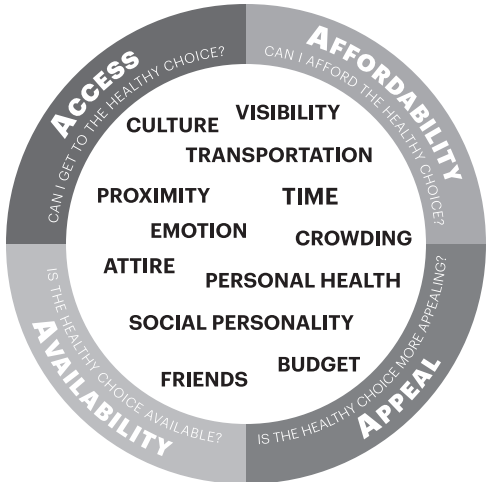 ACCESS
CAN I GET TO THE HEALTHY CHOICE?
AFFORDABILITY
CAN I AFFORD THE HEALTHY CHOICE?
CULTURE
VISIBILITY
TRANSPORTATION
PROXIMITY
TIME
EMOTION
CROWDING
ATTIRE
PERSONAL HEALTH
SOCIAL PERSONALITY
FRIENDS
BUDGET
IS THE HEALTHY CHOICE AVAILABLE?
AVAILABILITY
IS THE HEALTHY CHOICE MORE APPEALING?
APPEAL